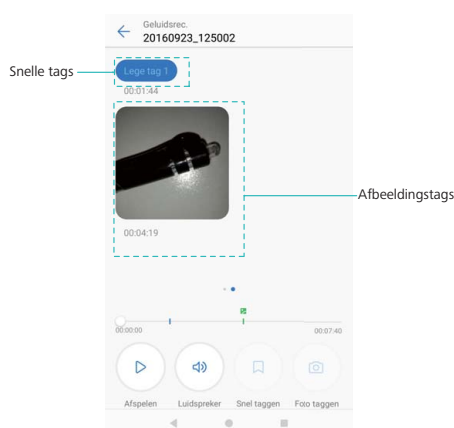 Geluidsrec.
20160923_125002
Snelle tags
Lege tag 1
00:01:44
Afbeeldingstags
00:04:19
00:00:00 00:07:40
Afspelen Luidspreker Snel taggen Foto taggen